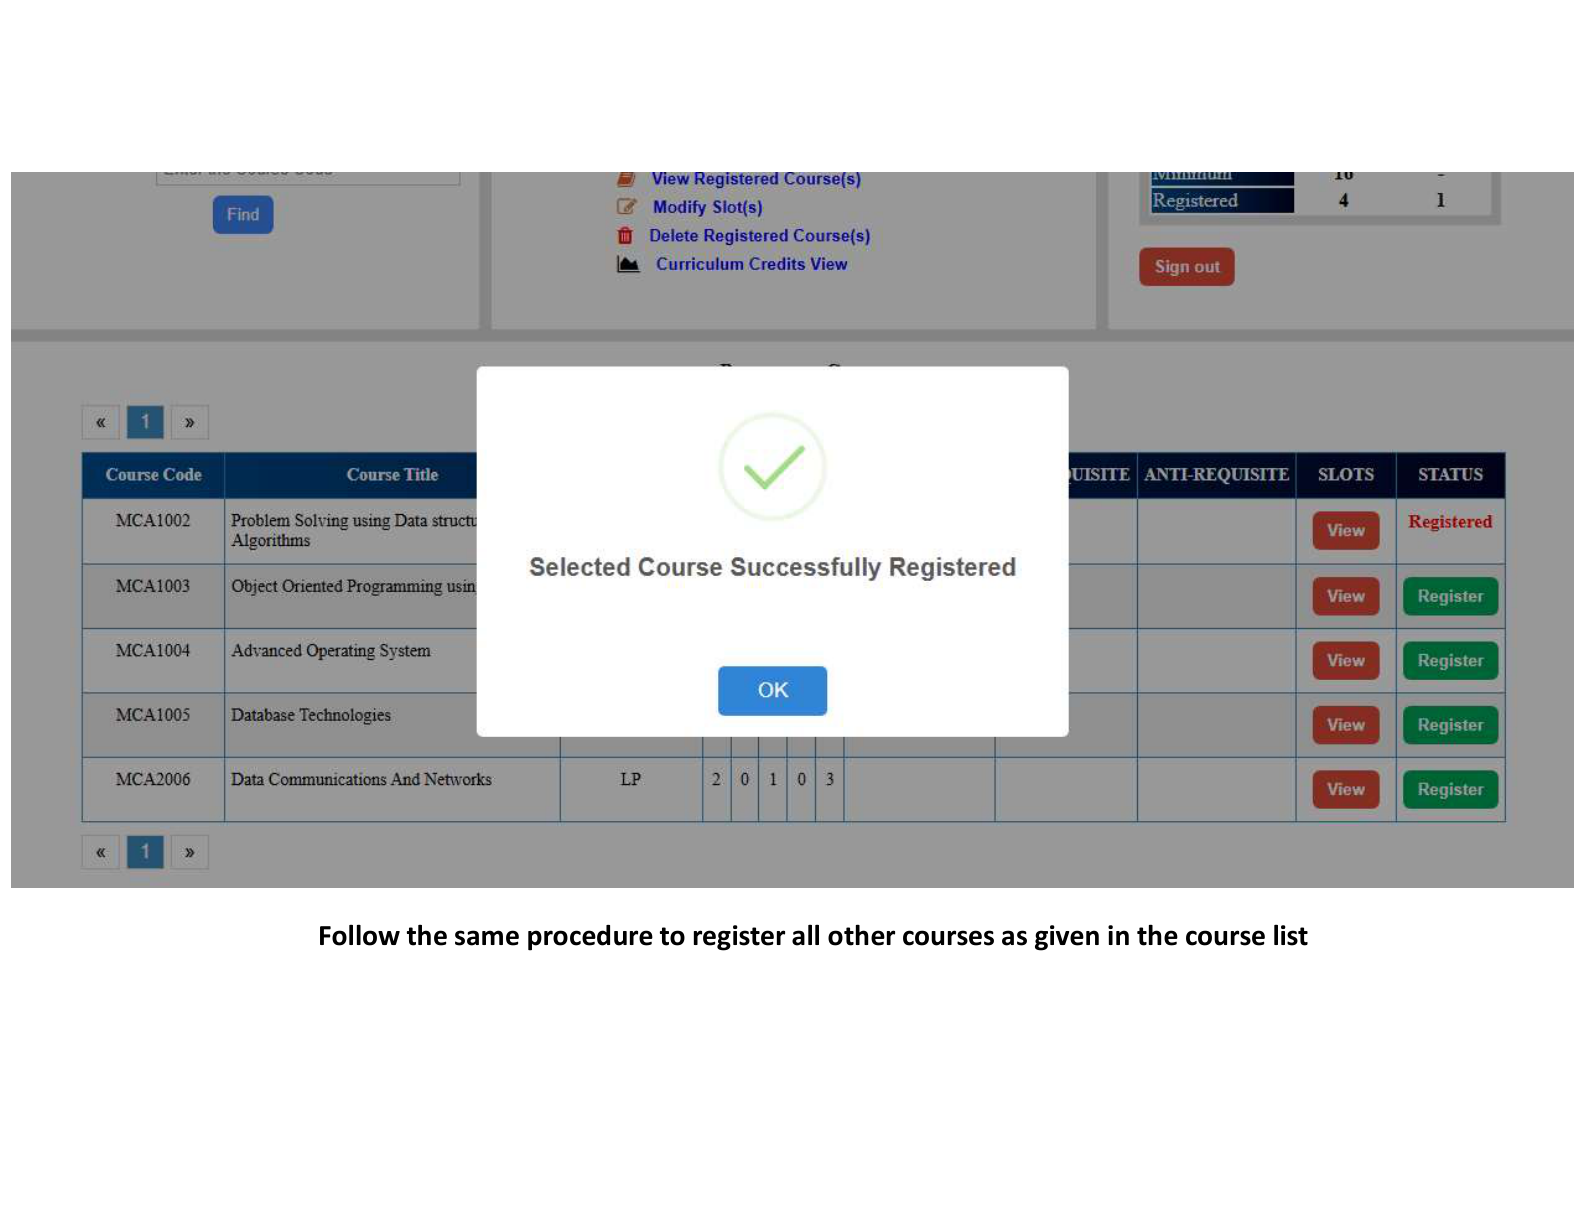 View Registered Course(s)
Find
Modify Slot(s)
Delete Registered Course(s)
Curriculum Credits View
Minimum 16 -
Registered 4 1
Sign out
« 1 »
Course Code Course Title UISITE ANTI-REQUISITE SLOTS STATUS
MCA1002 Problem Solving using Data structu View Registered
Algorithms
MCA1003 Object Oriented Programming usin View Register
MCA1004 Advanced Operating System View Register
MCA1005 Database Technologies View Register
MCA2006 Data Communications And Networks LP 2 0 1 0 3 View Register
« 1 »
Selected Course Successfully Registered
OK
Follow the same procedure to register all other courses as given in the course list